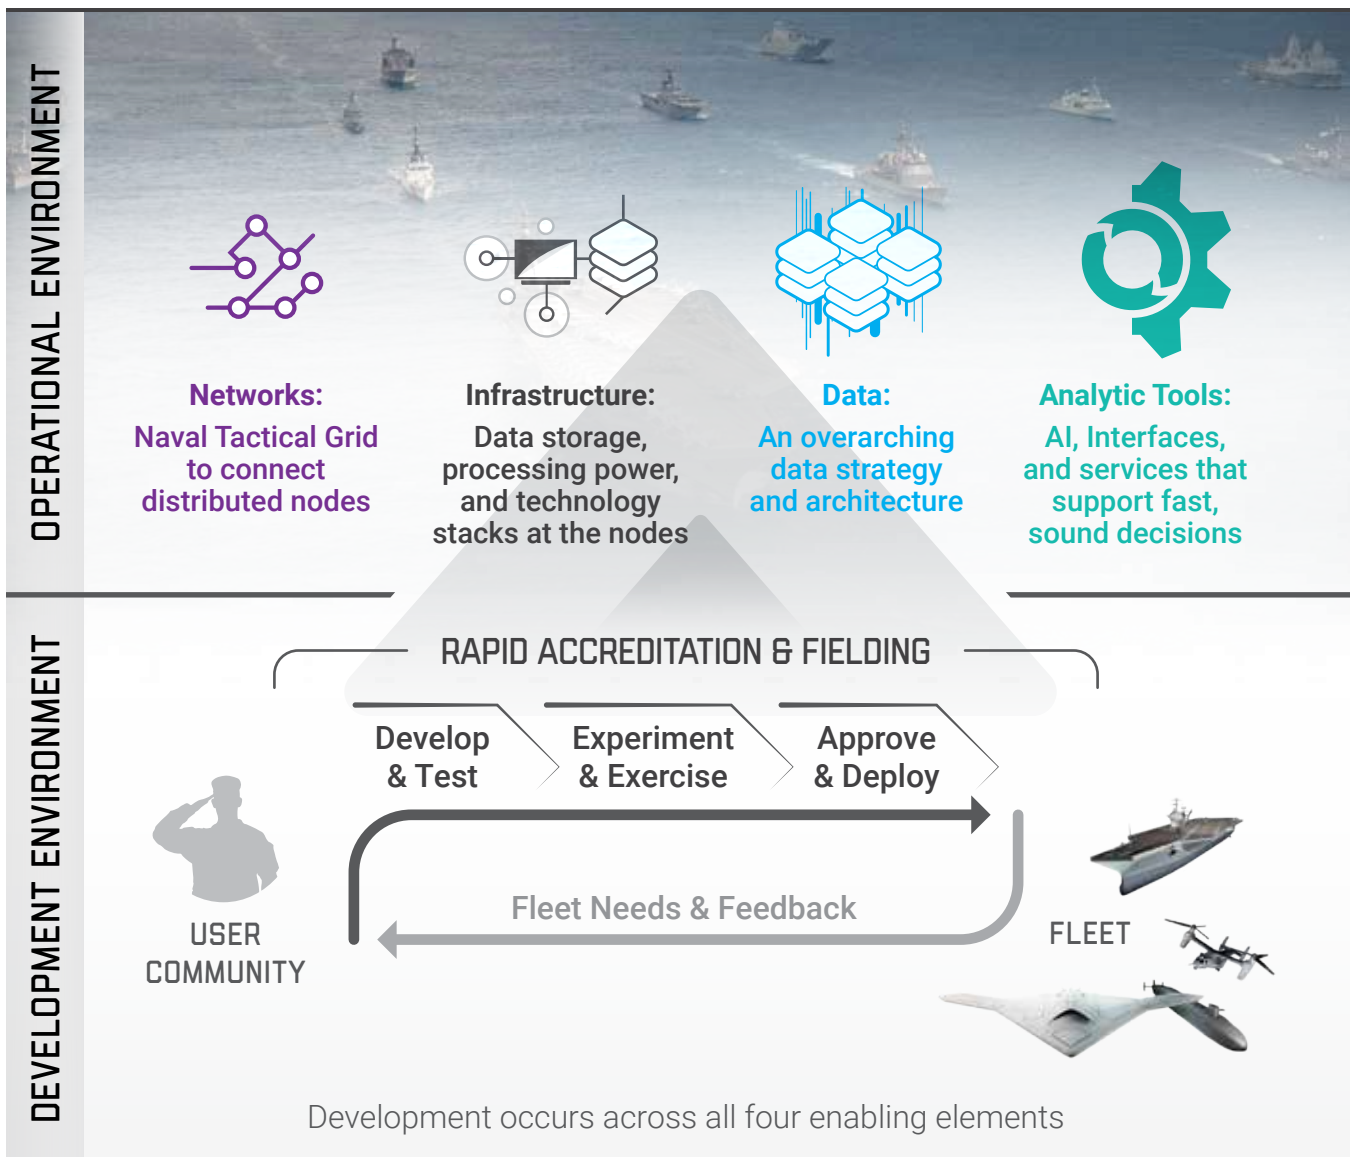 OPERATIONAL ENVIRONMENT
Networks:
Naval Tactical Grid
to connect
distributed nodes
Infrastructure:
Data storage,
processing power,
and technology
stacks at the nodes
Data:
An overarching
data strategy
and architecture
Analytic Tools:
AI, Interfaces,
and services that
support fast,
sound decisions
DEVELOPMENT ENVIRONMENT
RAPID ACCREDITATION & FIELDING
Develop
& Test
Experiment
& Exercise
Approve
& Deploy
Fleet Needs & Feedback
USER
COMMUNITY
FLEET
Development occurs across all four enabling elements